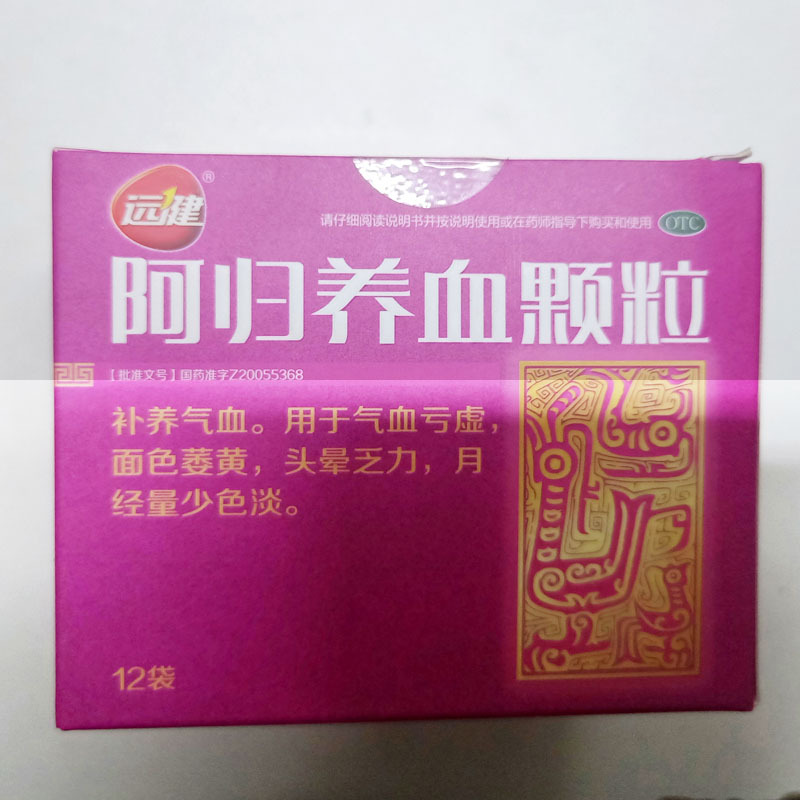 远健®
请仔细阅读说明书并按说明使用或在药师指导下购买和使用 OTC
阿归养血颗粒
【批准文号】国药准字Z20055368
补养气血。用于气血亏虚，
面色萎黄，头晕乏力，月
经量少色淡。
12袋